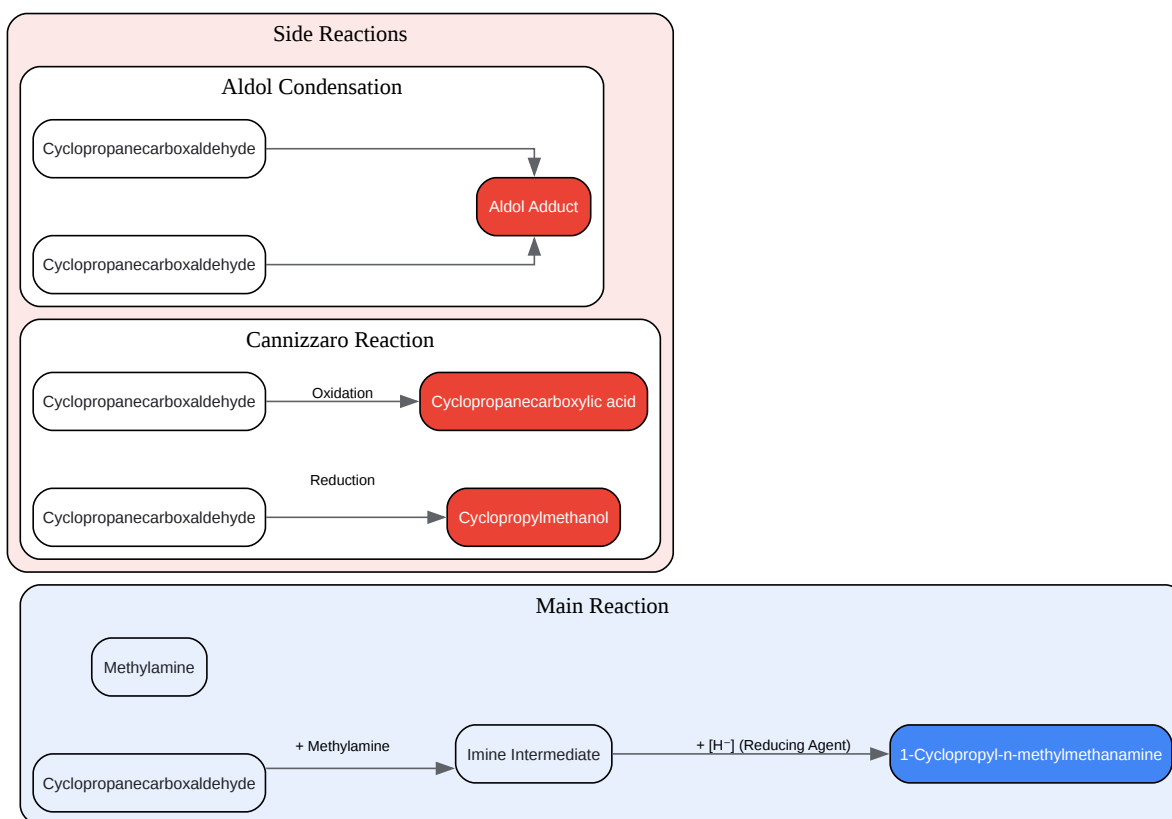 Side Reactions
Aldol Condensation
Cyclopropanecarboxaldehyde
Aldol Adduct
Cyclopropanecarboxaldehyde
Cannizzaro Reaction
Cyclopropanecarboxaldehyde
Oxidation
Cyclopropanecarboxylic acid
Reduction
Cyclopropanecarboxaldehyde
Cyclopropylmethanol
Main Reaction
Methylamine
+ Methylamine
Imine Intermediate
+ [H⁻] (Reducing Agent)
1-Cyclopropyl-n-methylmethanamine
Cyclopropanecarboxaldehyde